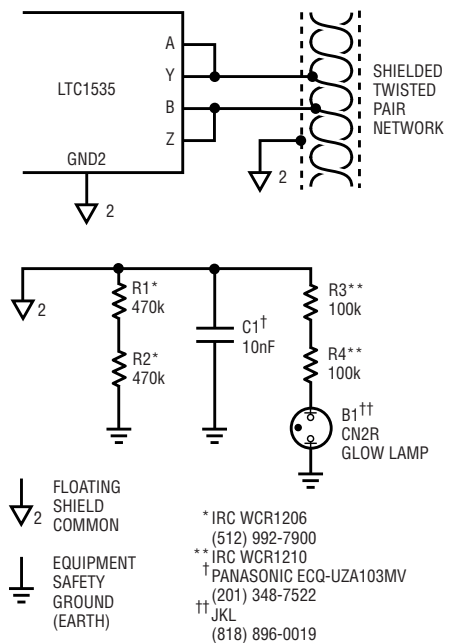 LTC1535
A
Y
B
Z
GND2
2
2
SHIELDED
TWISTED
PAIR
NETWORK
2
R1*
470k
R2*
470k
C1†
10nF
R3**
100k
R4**
100k
B1††
CN2R
GLOW LAMP
2
FLOATING
SHIELD
COMMON
EQUIPMENT
SAFETY
GROUND
(EARTH)
*IRC WCR1206
(512) 992-7900
**IRC WCR1210
†PANASONIC ECQ-UZA103MV
(201) 348-7522
††JKL
(818) 896-0019